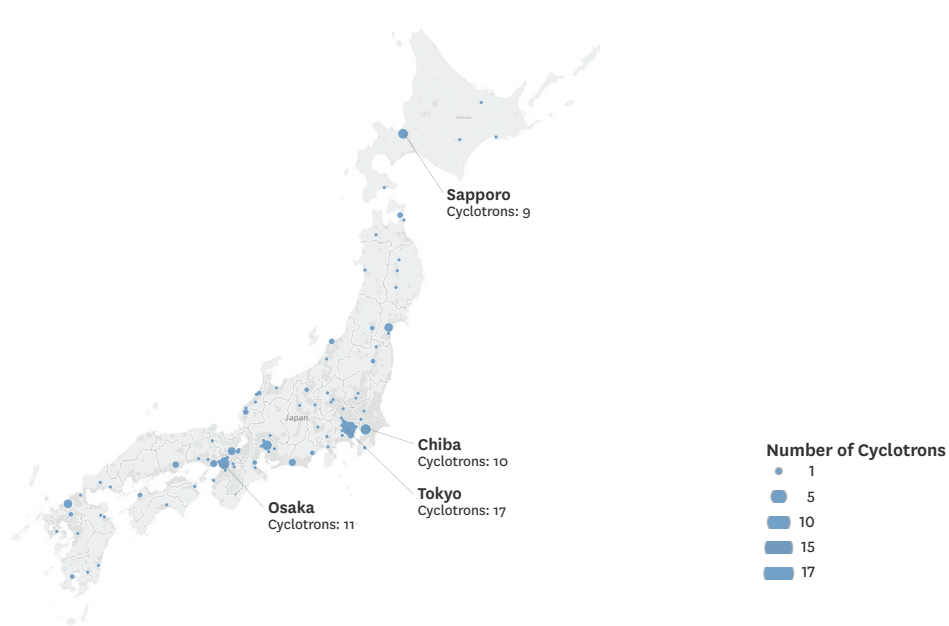 Sapporo
Cyclotrons: 9
Japan
Chiba
Cyclotrons: 10
Tokyo
Cyclotrons: 17
Osaka
Cyclotrons: 11
Number of Cyclotrons
1
5
10
15
17